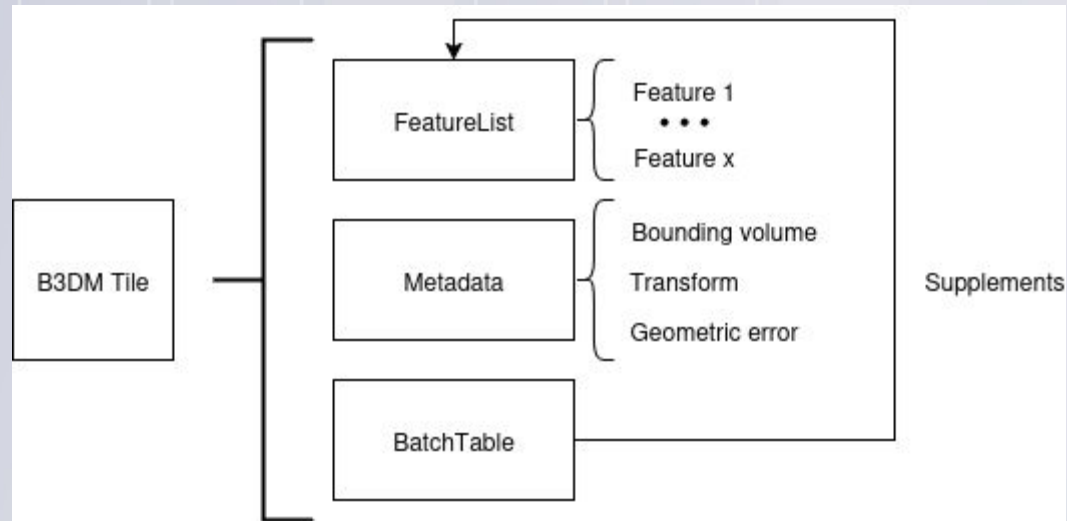 B3DM Tile
FeatureList
Feature 1
• • •
Feature x
Metadata
Bounding volume
Transform
Geometric error
BatchTable
Supplements